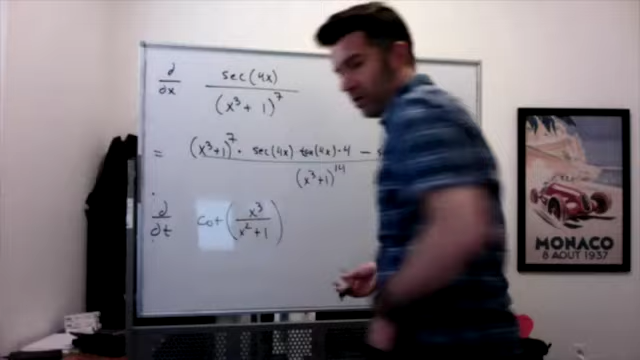 d/dx sec(4x)/(x³ + 1)⁷
= (x³+1)⁷ · sec(4x) tan(4x) · 4 − s /(x³+1)¹⁴
d/dt cot(x³/(x²+1))
MONACO
8 AOUT 1937